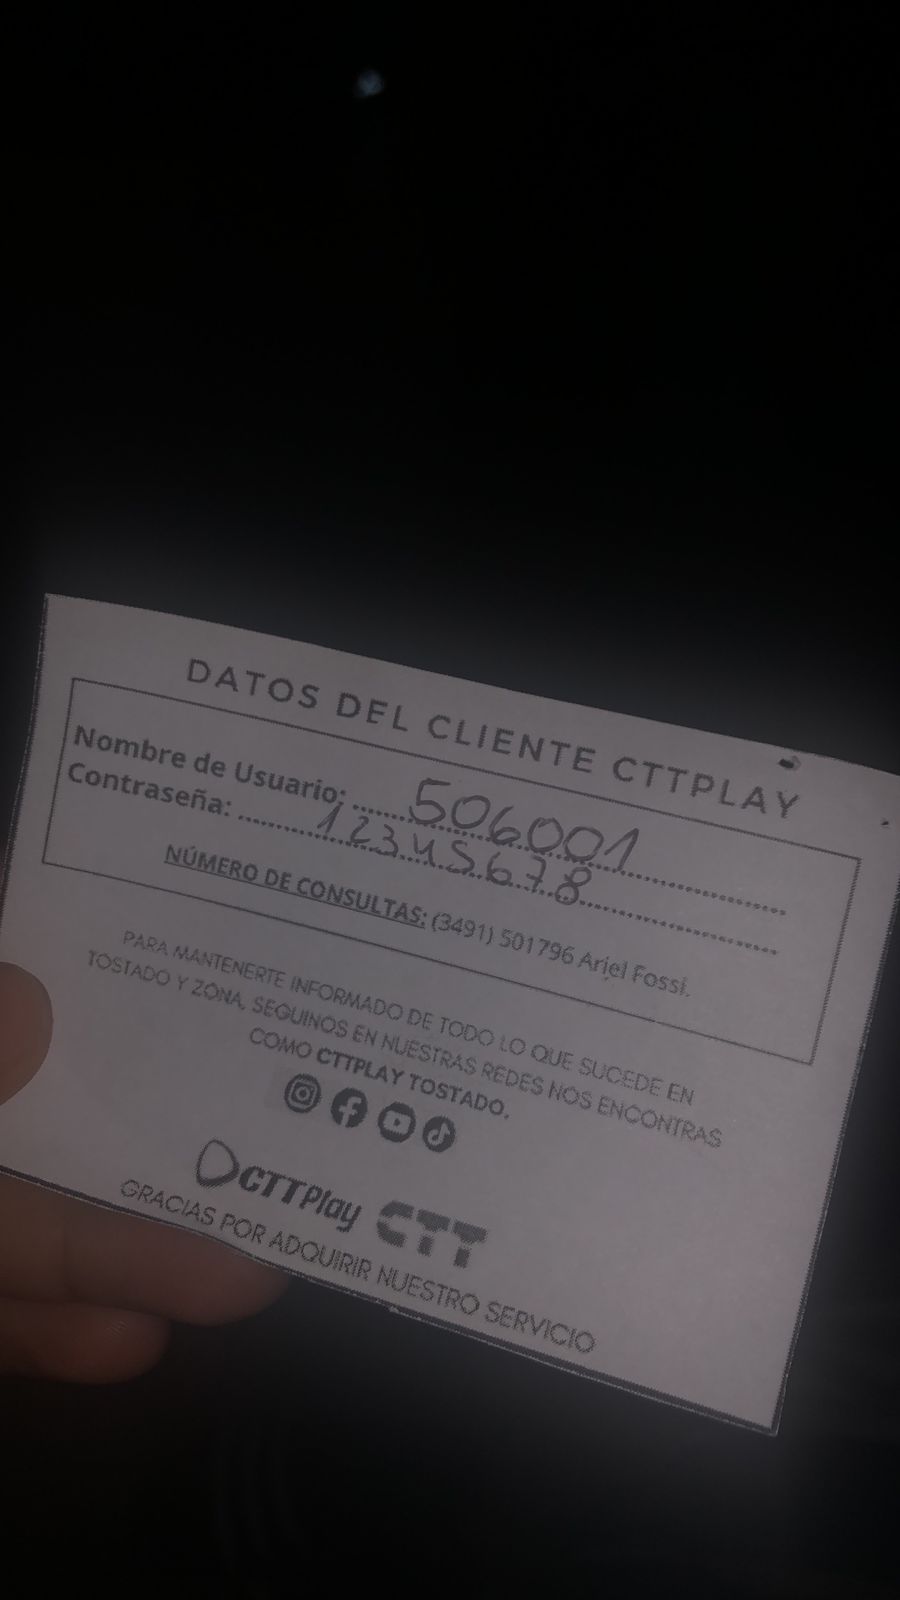 DATOS DEL CLIENTE CTTPLAY
Nombre de Usuario: 506001
Contraseña: 12345678
NÚMERO DE CONSULTAS: (3491) 501796 Ariel Fossi.
PARA MANTENERTE INFORMADO DE TODO LO QUE SUCEDE EN
TOSTADO Y ZONA, SEGUINOS EN NUESTRAS REDES NOS ENCONTRAS
COMO CTTPLAY TOSTADO.
CTTPlay CTT
GRACIAS POR ADQUIRIR NUESTRO SERVICIO